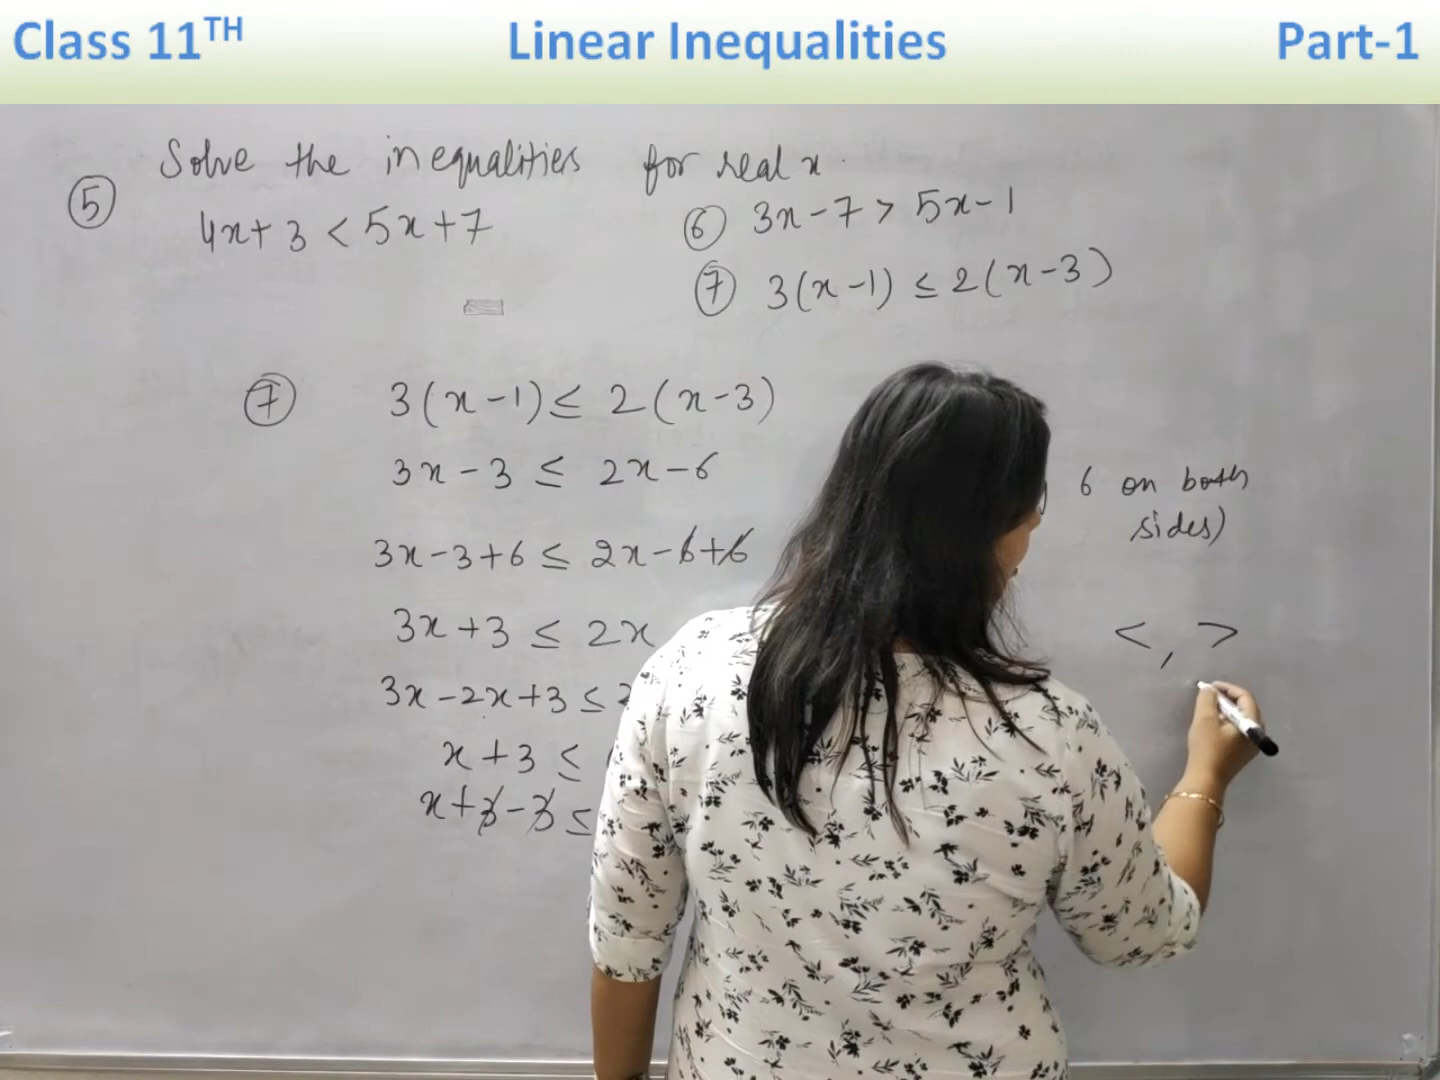 Class 11TH Linear Inequalities Part-1
Solve the inequalities for real x.
5 4x+3 < 5x+7
6 3x-7 > 5x-1
7 3(x-1) ≤ 2(x-3)
7 3(x-1) ≤ 2(x-3)
3x-3 ≤ 2x-6
6 on both
sides)
3x-3+6 ≤ 2x-6+6
3x+3 ≤ 2x
< , >
3x-2x+3 ≤
x+3 ≤
x+3-3 ≤